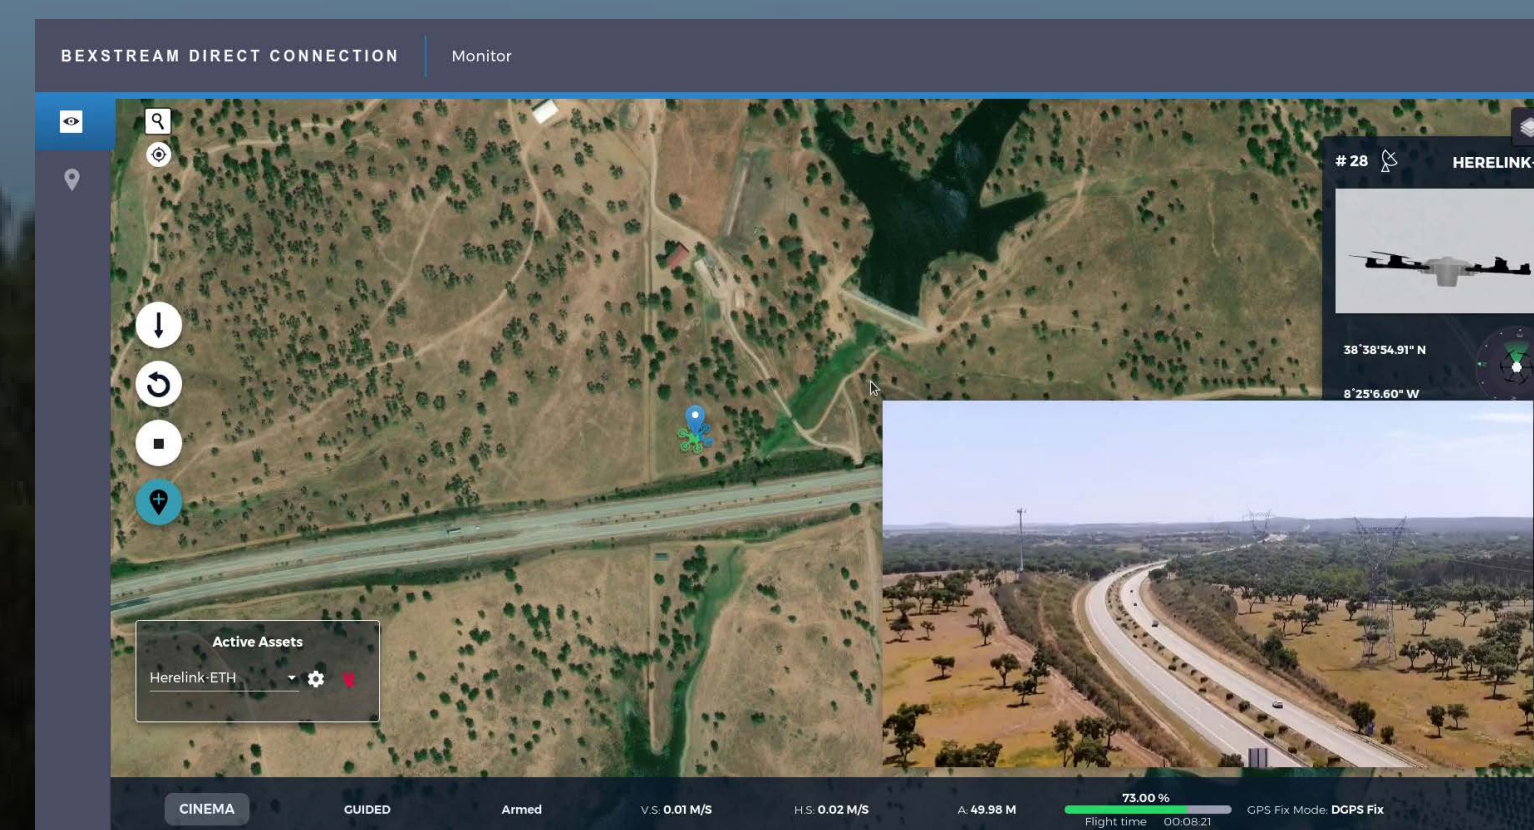 BEXSTREAM DIRECT CONNECTION Monitor
# 28 HERELINK-
38°38'54.91" N
8°25'6.60" W
Active Assets
Herelink-ETH
CINEMA GUIDED Armed V.S: 0.01 M/S H.S: 0.02 M/S A: 49.98 M 73.00 % GPS Fix Mode: DGPS Fix
Flight time 00:08:21